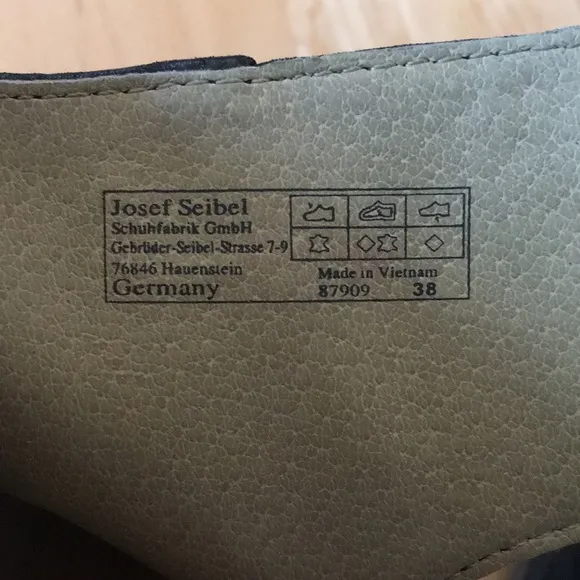 Josef Seibel
Schuhfabrik GmbH
Gebrüder-Seibel-Strasse 7-9
76846 Hauenstein
Germany
Made in Vietnam
87909 38